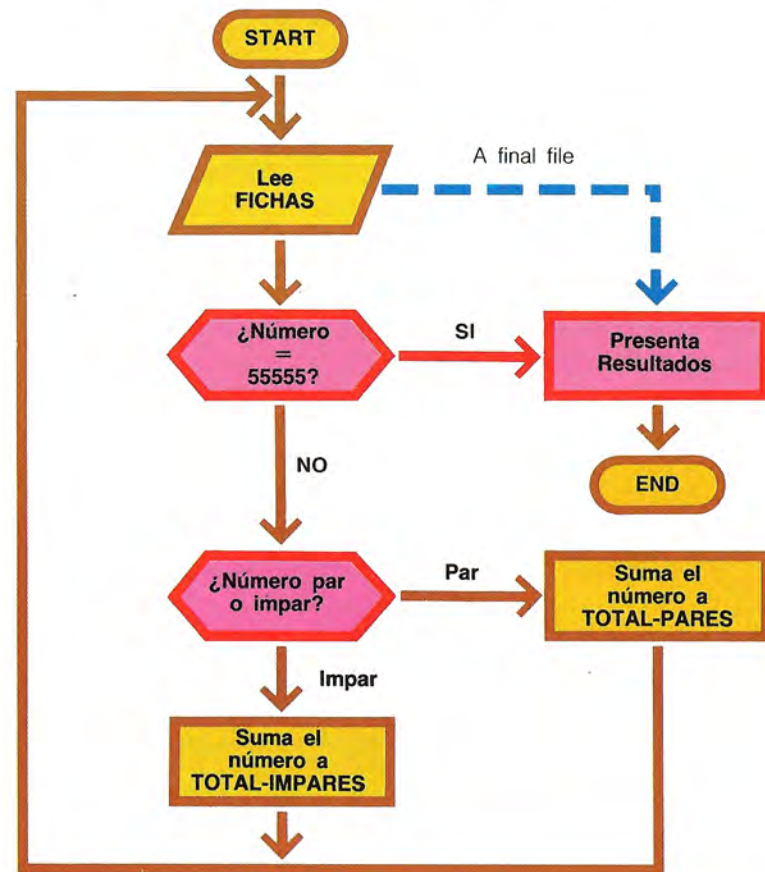 START
Lee
FICHAS
A final file
¿Número
=
55555?
SI
Presenta
Resultados
NO
END
¿Número par
o impar?
Par
Suma el
número a
TOTAL-PARES
Impar
Suma el
número a
TOTAL-IMPARES